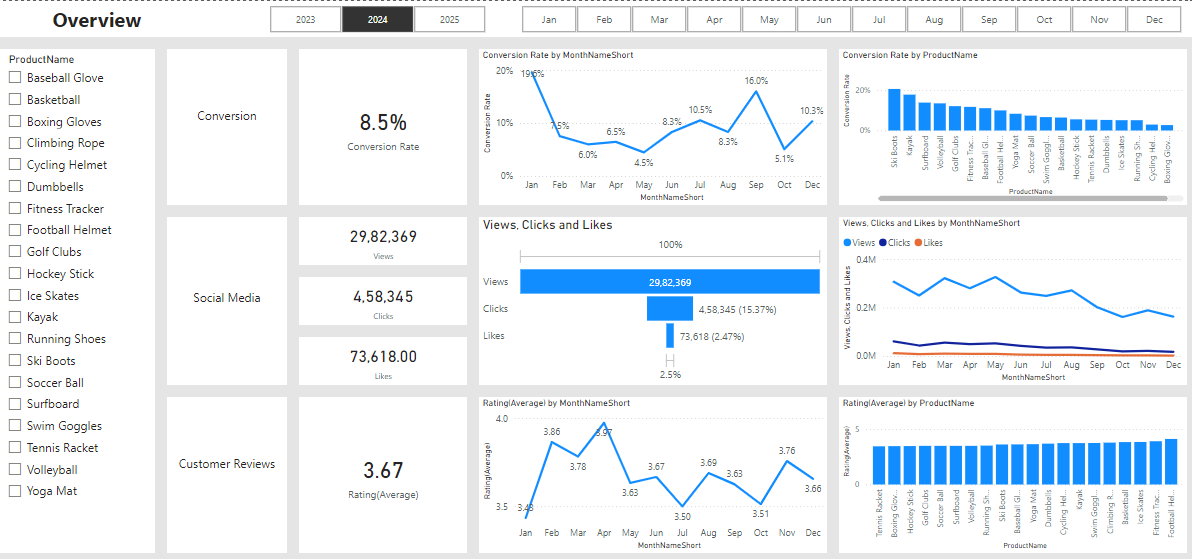 Overview
2023 2024 2025
Jan Feb Mar Apr May Jun Jul Aug Sep Oct Nov Dec
ProductName
Baseball Glove
Basketball
Boxing Gloves
Climbing Rope
Cycling Helmet
Dumbbells
Fitness Tracker
Football Helmet
Golf Clubs
Hockey Stick
Ice Skates
Kayak
Running Shoes
Ski Boots
Soccer Ball
Surfboard
Swim Goggles
Tennis Racket
Volleyball
Yoga Mat
Conversion
8.5%
Conversion Rate
Conversion Rate by MonthNameShort
Conversion Rate
20%
10%
0%
19.6%
7.5%
6.0%
6.5%
4.5%
8.3%
10.5%
8.3%
16.0%
5.1%
10.3%
Jan Feb Mar Apr May Jun Jul Aug Sep Oct Nov Dec
MonthNameShort
Conversion Rate by ProductName
Conversion Rate
20%
0%
Ski Boots
Kayak
Surfboard
Volleyball
Golf Clubs
Fitness Trac...
Baseball Gl...
Football Hel...
Yoga Mat
Soccer Ball
Swim Goggl...
Basketball
Hockey Stick
Tennis Racket
Dumbbells
Ice Skates
Running Sh...
Cycling Hel...
Boxing Glov...
ProductName
Social Media
29,82,369
Views
4,58,345
Clicks
73,618.00
Likes
Views, Clicks and Likes
100%
Views 29,82,369
Clicks 4,58,345 (15.37%)
Likes 73,618 (2.47%)
2.5%
Views, Clicks and Likes by MonthNameShort
Views Clicks Likes
Views, Clicks and Likes
0.4M
0.2M
0.0M
Jan Feb Mar Apr May Jun Jul Aug Sep Oct Nov Dec
MonthNameShort
Customer Reviews
3.67
Rating(Average)
Rating(Average) by MonthNameShort
Rating(Average)
4.0
3.5
3.43
3.86
3.78
3.97
3.63
3.67
3.50
3.69
3.63
3.51
3.76
3.66
Jan Feb Mar Apr May Jun Jul Aug Sep Oct Nov Dec
MonthNameShort
Rating(Average) by ProductName
Rating(Average)
5
0
Tennis Racket
Boxing Glov...
Hockey Stick
Golf Clubs
Soccer Ball
Surfboard
Volleyball
Running Sh...
Ski Boots
Baseball Gl...
Yoga Mat
Dumbbells
Cycling Hel...
Kayak
Swim Goggl...
Climbing R...
Basketball
Ice Skates
Fitness Trac...
Football Hel...
ProductName